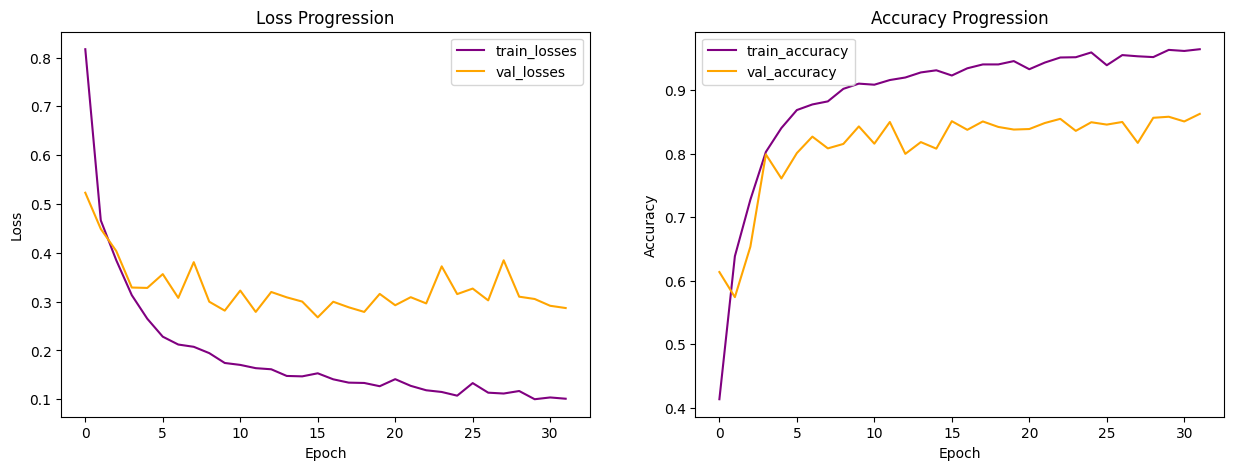 Loss Progression
Loss
0.8
0.7
0.6
0.5
0.4
0.3
0.2
0.1
train_losses
val_losses
0 5 10 15 20 25 30
Epoch
Accuracy Progression
Accuracy
0.9
0.8
0.7
0.6
0.5
0.4
train_accuracy
val_accuracy
0 5 10 15 20 25 30
Epoch